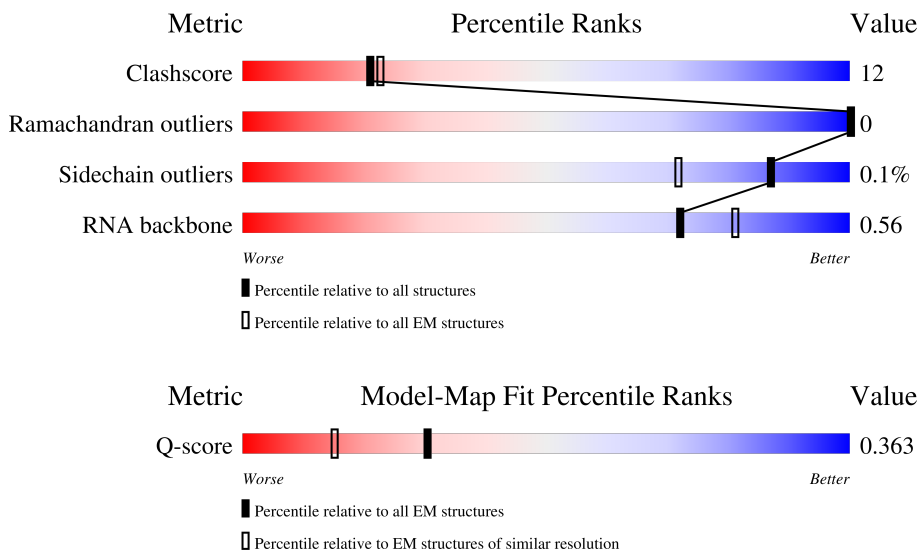 Metric Percentile Ranks Value
Clashscore 12
Ramachandran outliers 0
Sidechain outliers 0.1%
RNA backbone 0.56
Worse Better
Percentile relative to all structures
Percentile relative to all EM structures
Metric Model-Map Fit Percentile Ranks Value
Q-score 0.363
Worse Better
Percentile relative to all EM structures
Percentile relative to EM structures of similar resolution